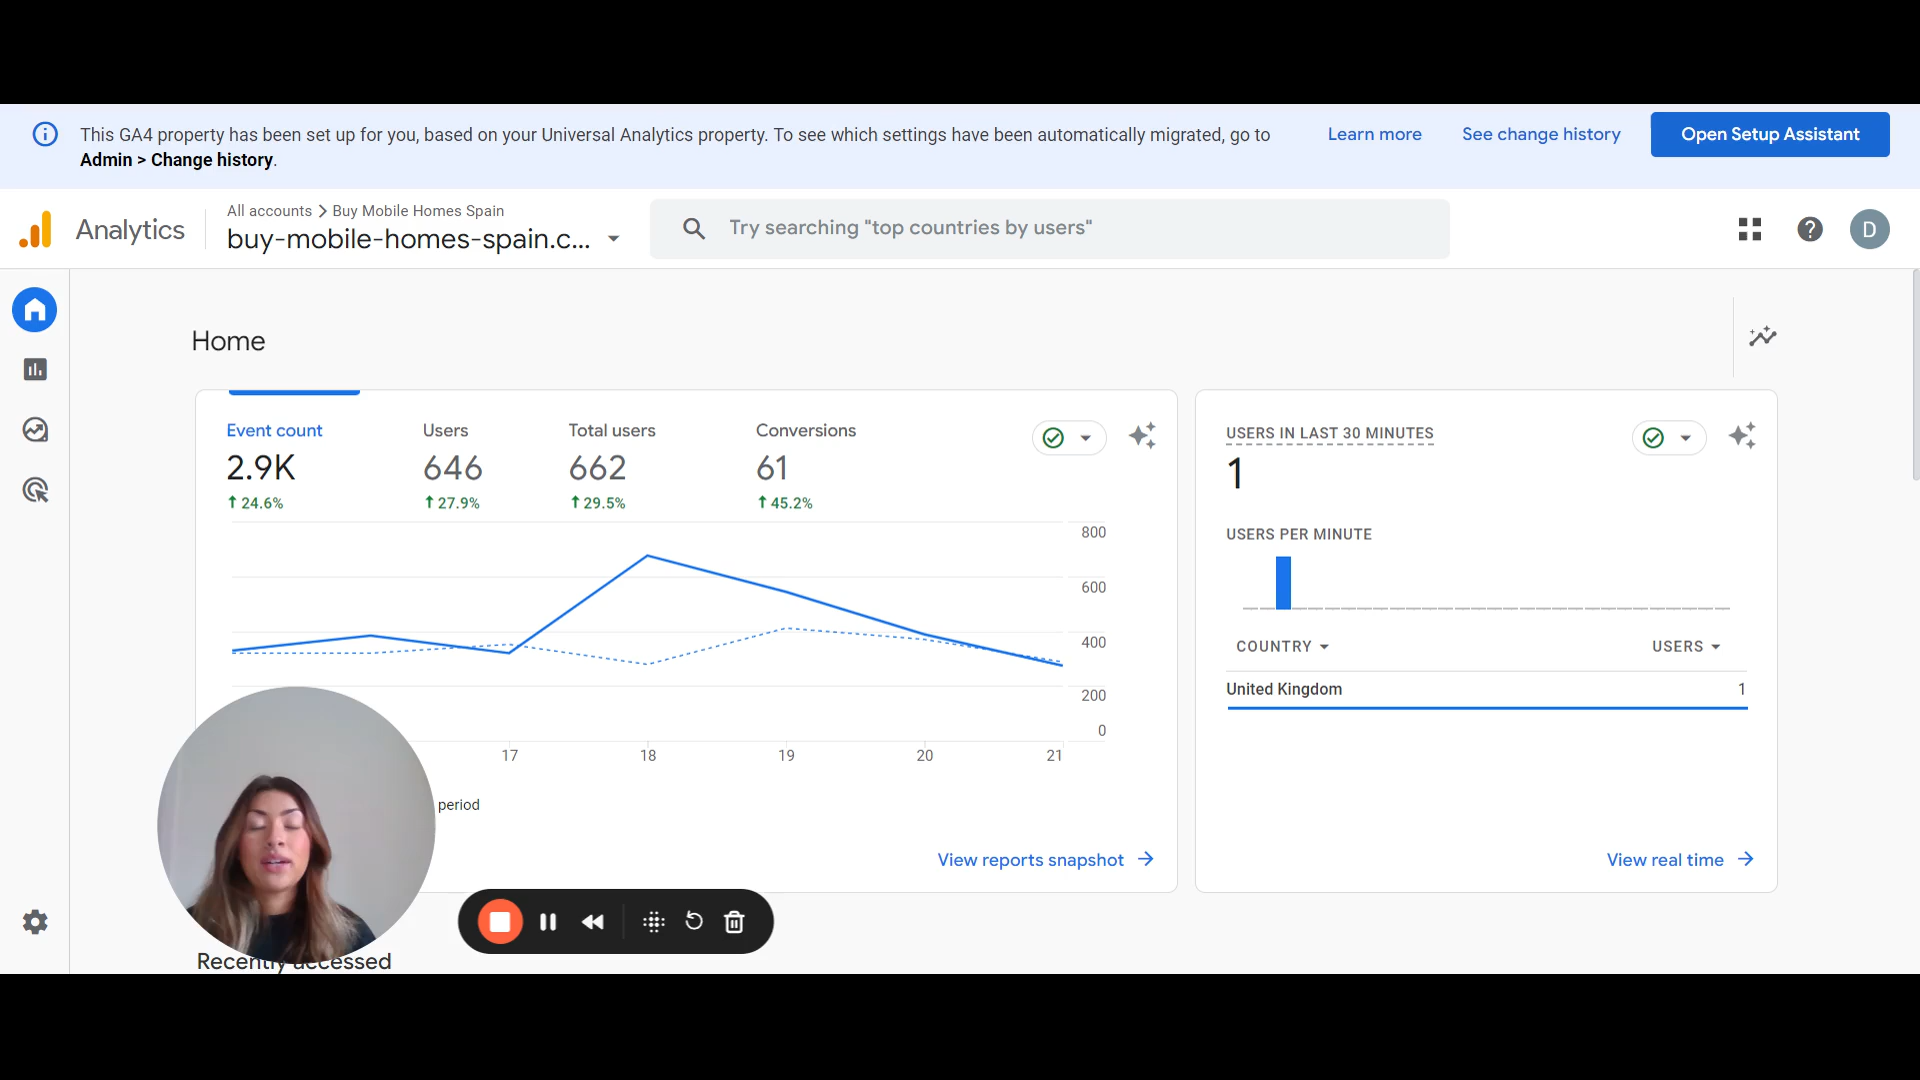 This GA4 property has been set up for you, based on your Universal Analytics property. To see which settings have been automatically migrated, go to
Admin > Change history.
Learn more
See change history
Open Setup Assistant
Analytics
All accounts > Buy Mobile Homes Spain
buy-mobile-homes-spain.c...
Try searching "top countries by users"
D
Home
Event count
2.9K
↑ 24.6%
Users
646
↑ 27.9%
Total users
662
↑ 29.5%
Conversions
61
↑ 45.2%
800
600
400
200
0
17
18
19
20
21
period
View reports snapshot
USERS IN LAST 30 MINUTES
1
USERS PER MINUTE
COUNTRY
USERS
United Kingdom
1
View real time
Recently accessed